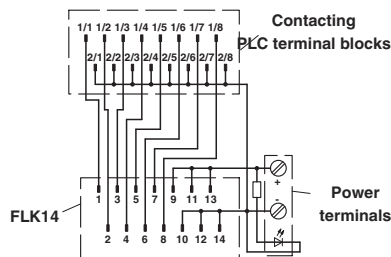 Contacting
PLC terminal blocks
1/1 1/2 1/3 1/4 1/5 1/6 1/7 1/8
2/1 2/2 2/3 2/4 2/5 2/6 2/7 2/8
+
-
Power
terminals
FLK14
1 3 5 7 9 11 13
2 4 6 8 10 12 14